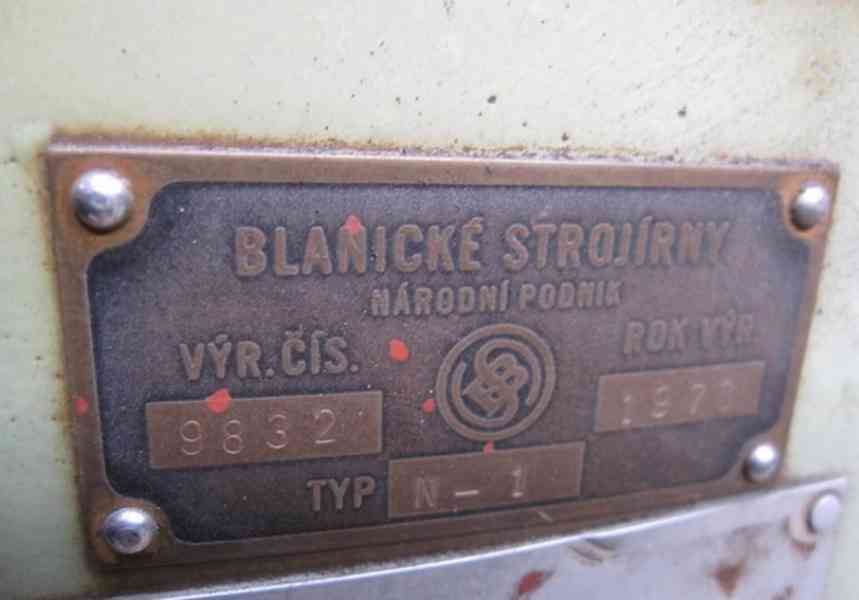 BLANICKÉ STROJÍRNY
NÁRODNÍ PODNIK
VÝR. ČÍS.
ROK VÝR.
9832
TYP N - 1